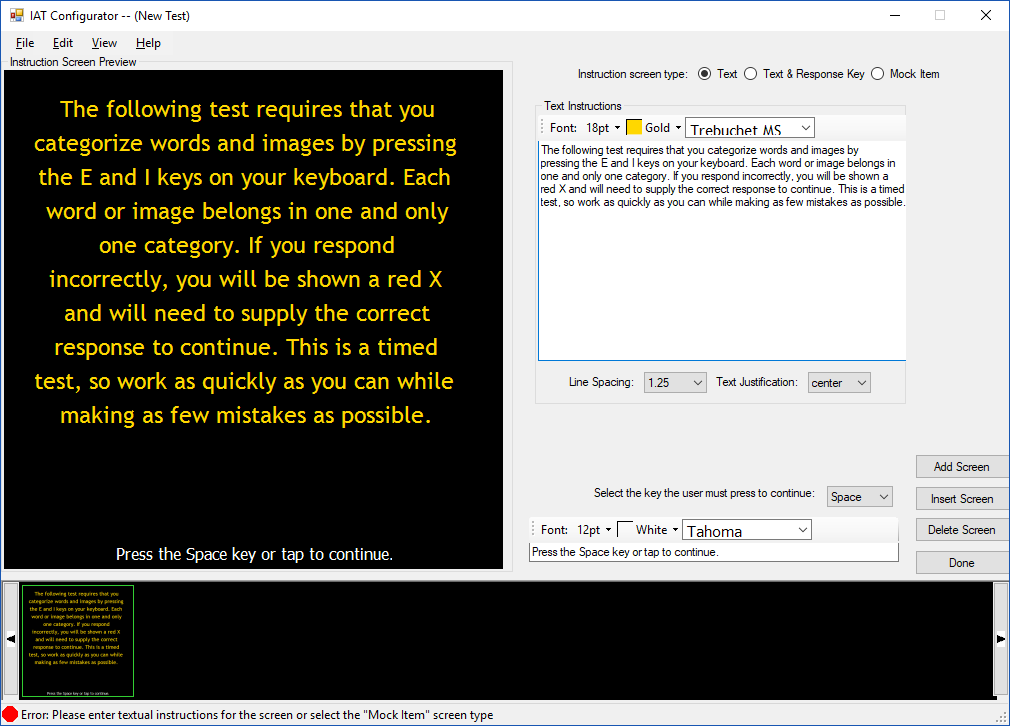 IAT Configurator -- (New Test)
File Edit View Help
Instruction Screen Preview
The following test requires that you
categorize words and images by pressing
the E and I keys on your keyboard. Each
word or image belongs in one and only
one category. If you respond
incorrectly, you will be shown a red X
and will need to supply the correct
response to continue. This is a timed
test, so work as quickly as you can while
making as few mistakes as possible.
Press the Space key or tap to continue.
Instruction screen type: Text Text & Response Key Mock Item
Text Instructions
Font: 18pt Gold Trebuchet MS
The following test requires that you categorize words and images by
pressing the E and I keys on your keyboard. Each word or image belongs in
one and only one category. If you respond incorrectly, you will be shown a
red X and will need to supply the correct response to continue. This is a timed
test, so work as quickly as you can while making as few mistakes as possible.
Line Spacing: 1.25 Text Justification: center
Select the key the user must press to continue: Space
Font: 12pt White Tahoma
Press the Space key or tap to continue.
Add Screen
Insert Screen
Delete Screen
Done
The following test requires that you
categorize words and images by pressing
the E and I keys on your keyboard. Each
word or image belongs in one and only
one category. If you respond
incorrectly, you will be shown a red X
and will need to supply the correct
response to continue. This is a timed
test, so work as quickly as you can while
making as few mistakes as possible.
Press the Space key or tap to continue.
Error: Please enter textual instructions for the screen or select the "Mock Item" screen type